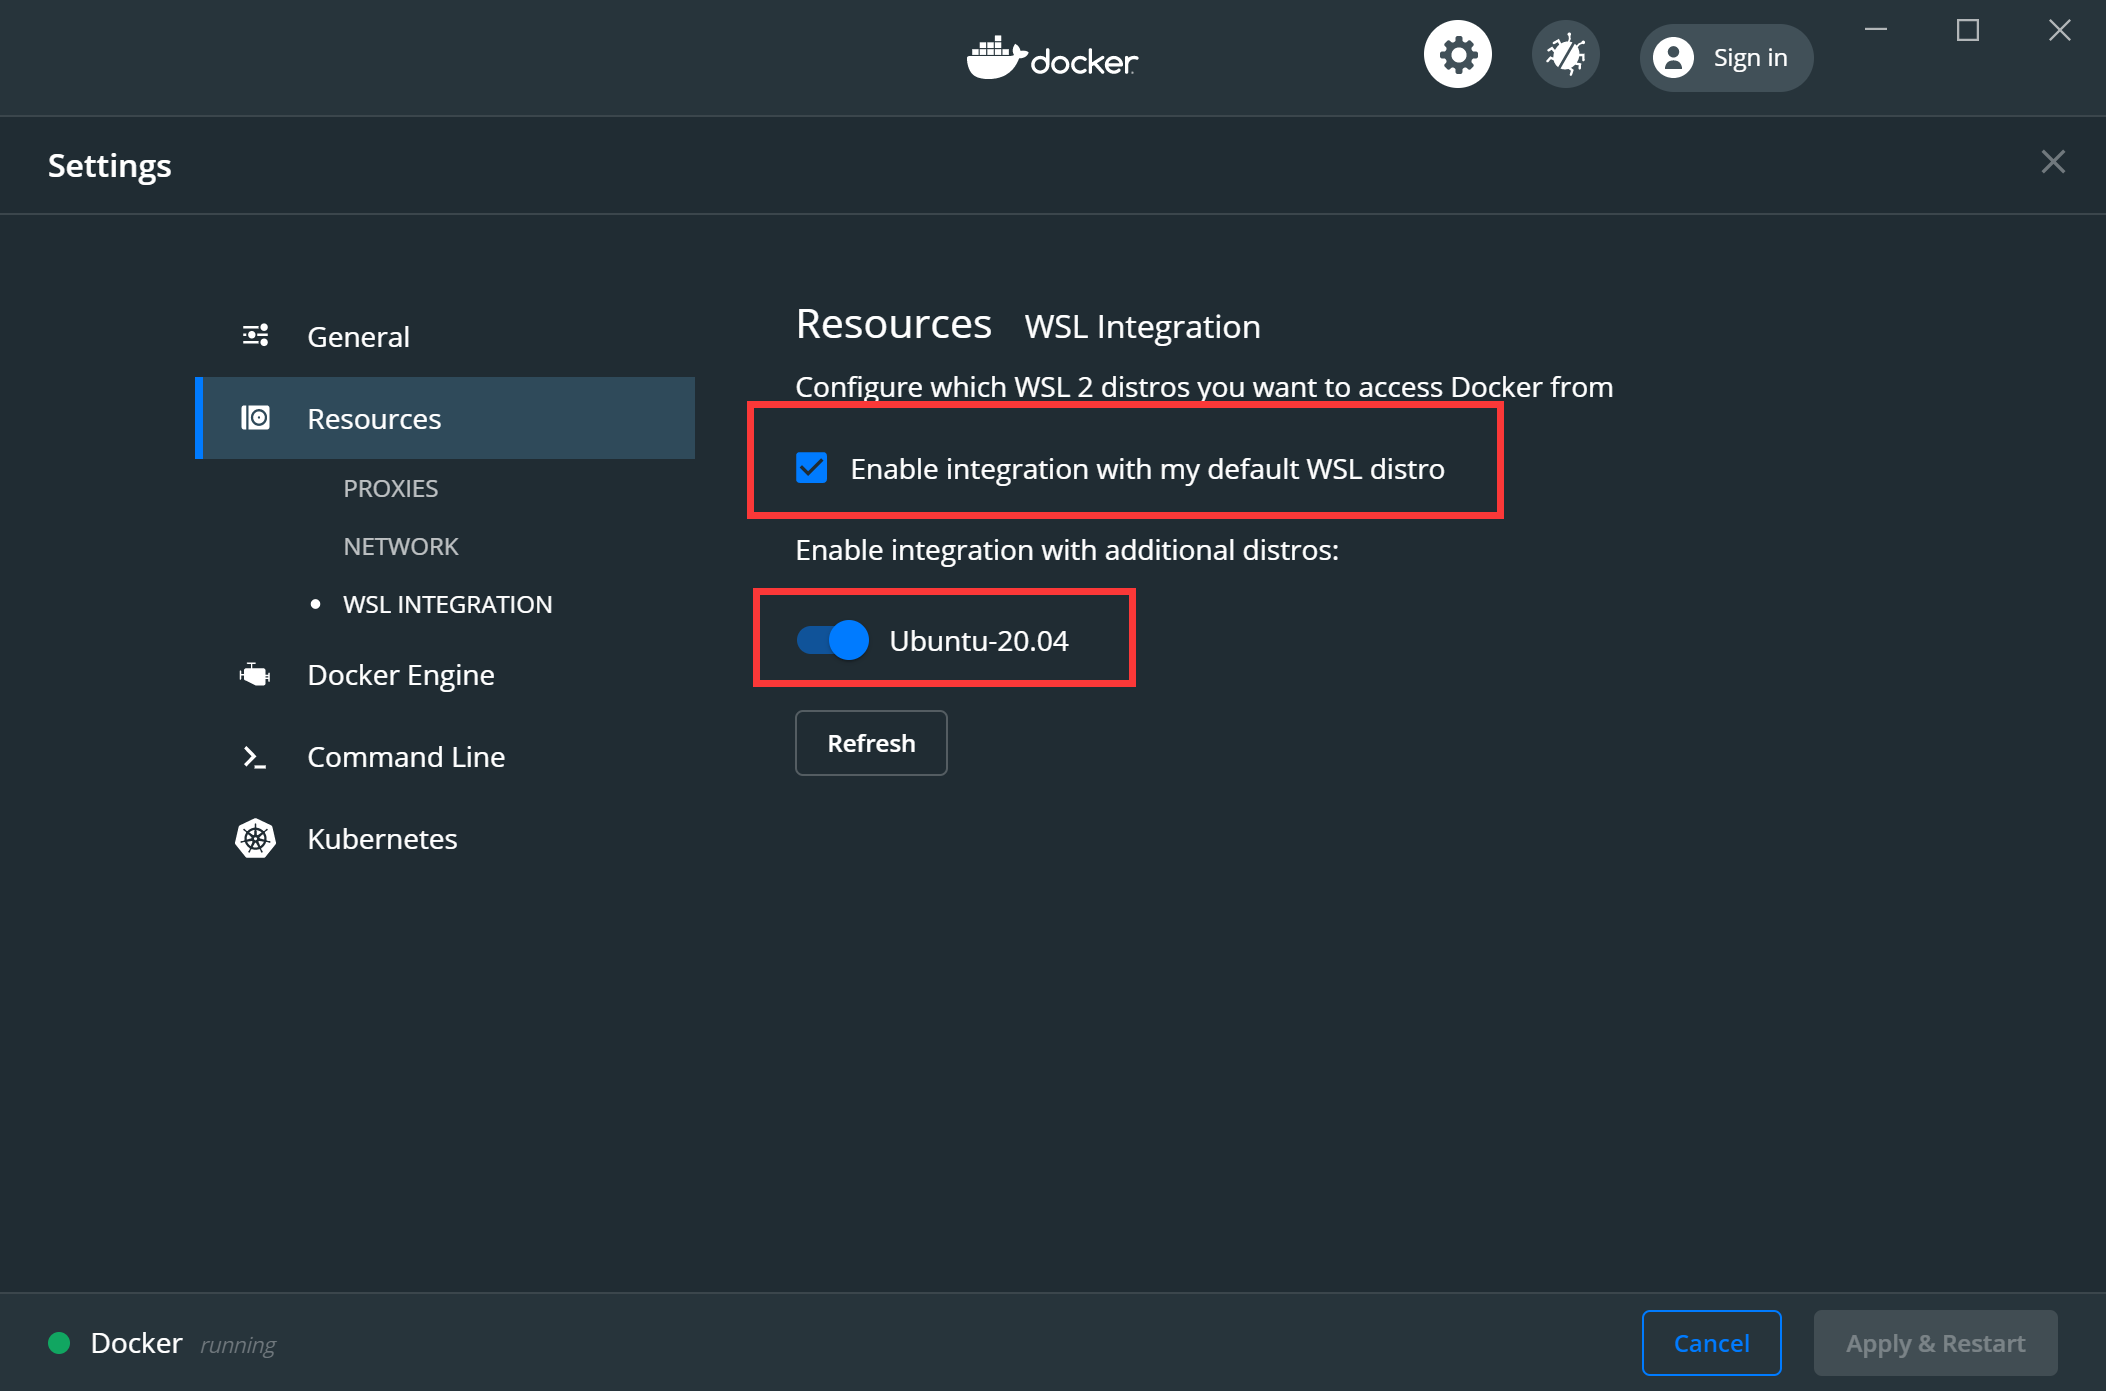 docker
Sign in
Settings
General
Resources
PROXIES
NETWORK
WSL INTEGRATION
Docker Engine
Command Line
Kubernetes
Resources WSL Integration
Configure which WSL 2 distros you want to access Docker from
Enable integration with my default WSL distro
Enable integration with additional distros:
Ubuntu-20.04
Refresh
Docker running
Cancel
Apply & Restart